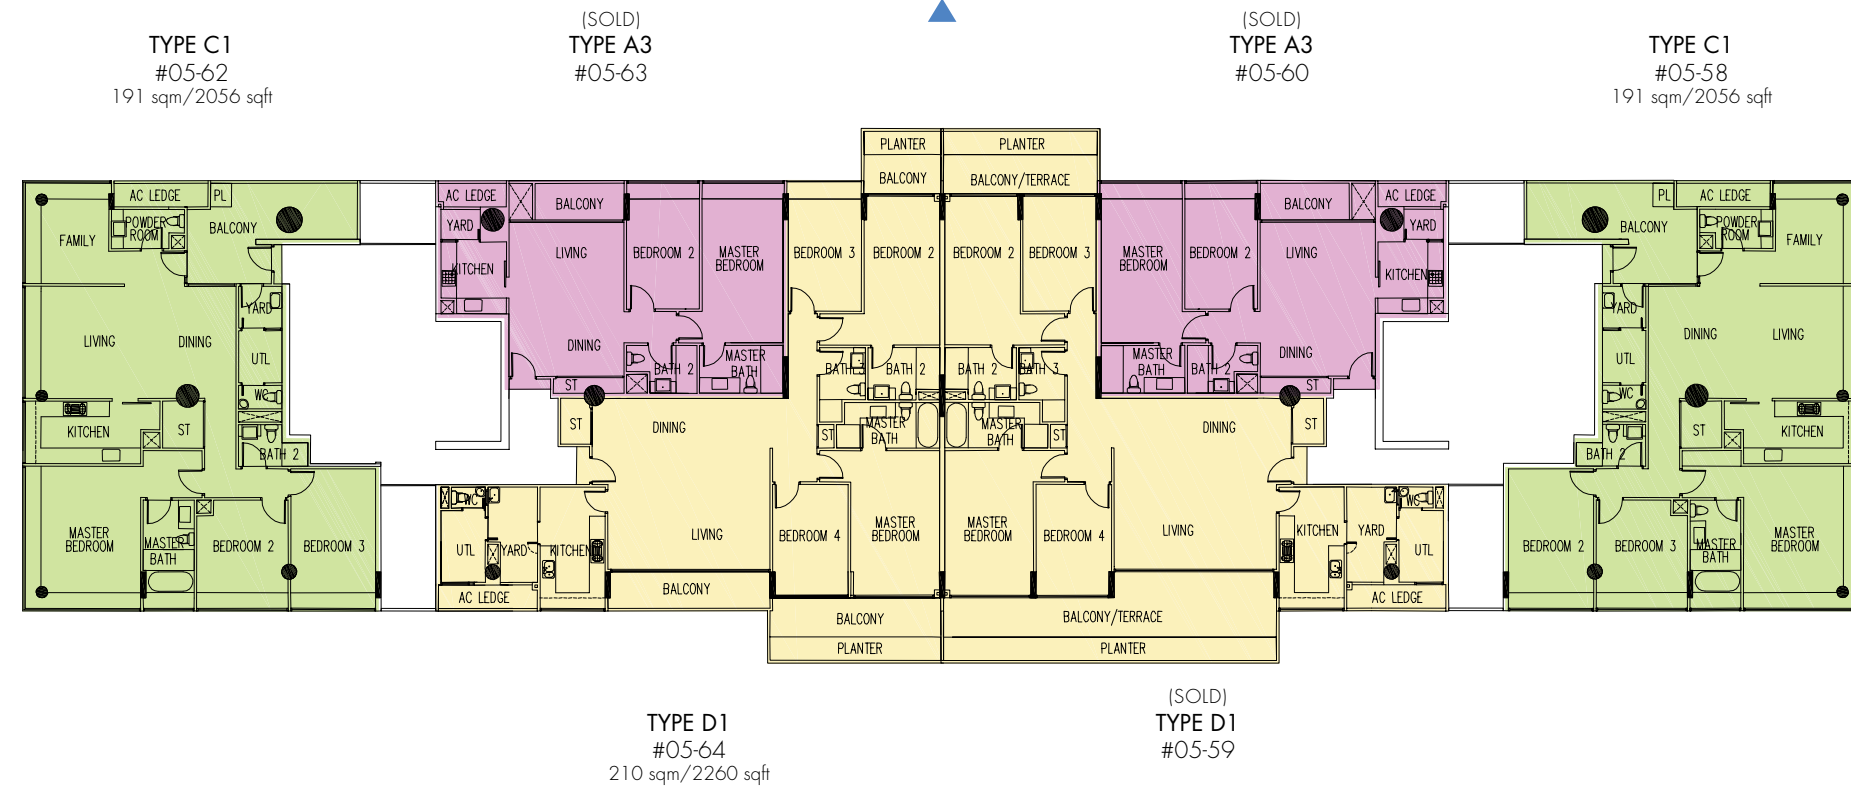 (SOLD)
(SOLD)
TYPE C1
TYPE A3
TYPE A3
TYPE C1
#05-62
#05-63
#05-60
#05-58
191 sqm/2056 sqft
191 sqm/2056 sqft
PLANTER
PLANTER
BALCONY
BALCONY/TERRACE
AC LEDGE
PL
AC LEDGE
BALCONY
BALCONY
AC LEDGE
PL
AC LEDGE
POWDER
ROOM
FAMILY
BALCONY
YARD
LIVING
BEDROOM 2
MASTER
BEDROOM
BEDROOM 3
BEDROOM 2
BEDROOM 2
BEDROOM 3
MASTER
BEDROOM
BEDROOM 2
LIVING
YARD
BALCONY
POWDER
ROOM
FAMILY
KITCHEN
KITCHEN
YARD
YARD
LIVING
DINING
UTL
DINING
BATH 2
MASTER
BATH
BATH 3
BATH 2
BATH 2
BATH 3
MASTER
BATH
BATH 2
DINING
UTL
DINING
LIVING
WC
ST
ST
WC
KITCHEN
ST
ST
DINING
ST
MASTER
BATH
MASTER
BATH
ST
DINING
ST
ST
KITCHEN
BATH 2
BATH 2
MASTER
BEDROOM
MASTER
BATH
BEDROOM 2
BEDROOM 3
WC
UTL
YARD
KITCHEN
LIVING
BEDROOM 4
MASTER
BEDROOM
MASTER
BEDROOM
BEDROOM 4
LIVING
KITCHEN
YARD
WC
UTL
BEDROOM 2
BEDROOM 3
MASTER
BATH
MASTER
BEDROOM
AC LEDGE
BALCONY
AC LEDGE
BALCONY
BALCONY/TERRACE
PLANTER
PLANTER
(SOLD)
TYPE D1
TYPE D1
#05-64
#05-59
210 sqm/2260 sqft